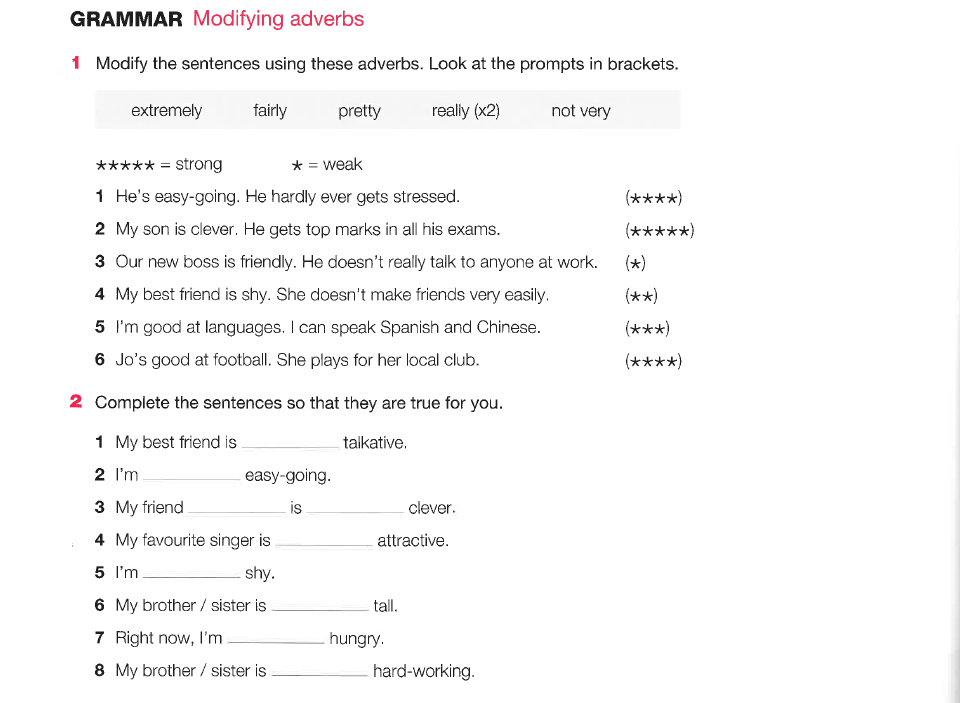 GRAMMAR Modifying adverbs
1 Modify the sentences using these adverbs. Look at the prompts in brackets.
extremely fairly pretty really (x2) not very
★★★★★ = strong ★ = weak
1 He's easy-going. He hardly ever gets stressed. (★★★★)
2 My son is clever. He gets top marks in all his exams. (★★★★★)
3 Our new boss is friendly. He doesn't really talk to anyone at work. (★)
4 My best friend is shy. She doesn't make friends very easily. (★★)
5 I'm good at languages. I can speak Spanish and Chinese. (★★★)
6 Jo's good at football. She plays for her local club. (★★★★)
2 Complete the sentences so that they are true for you.
1 My best friend is __________ talkative.
2 I'm __________ easy-going.
3 My friend __________ is __________ clever.
4 My favourite singer is __________ attractive.
5 I'm __________ shy.
6 My brother / sister is __________ tall.
7 Right now, I'm __________ hungry.
8 My brother / sister is __________ hard-working.